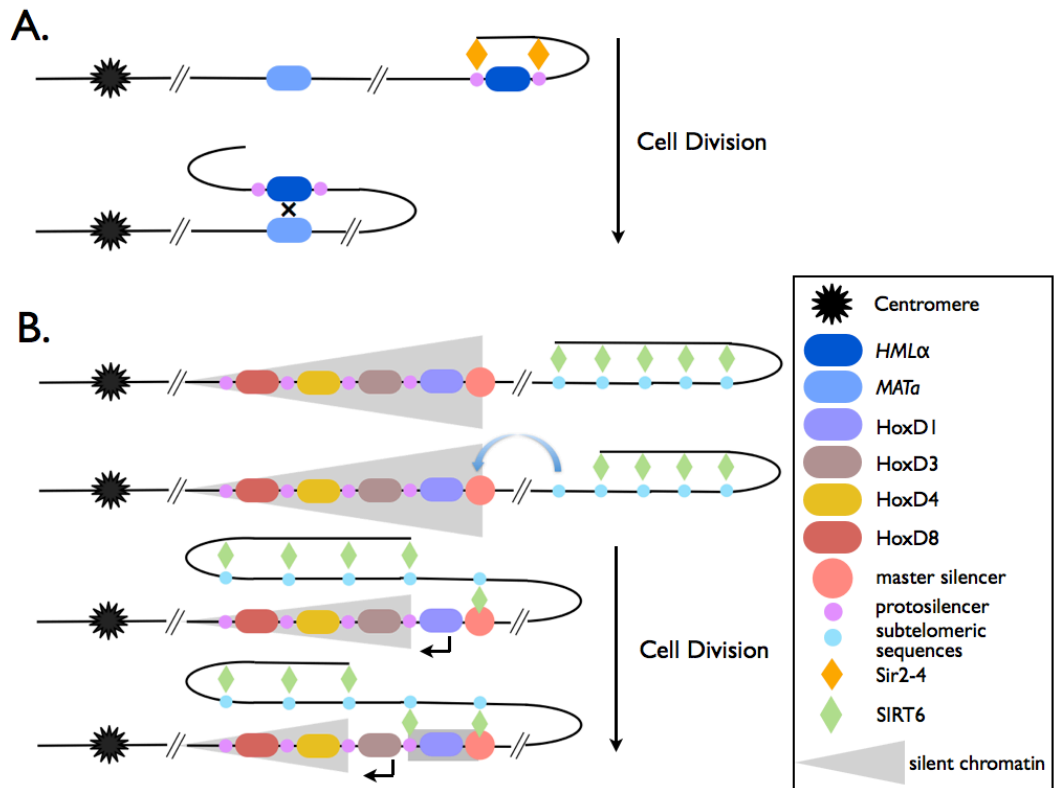 A.
Cell Division
B.
Cell Division
Centromere
HMLα
MATa
HoxD1
HoxD3
HoxD4
HoxD8
master silencer
protosilencer
subtelomeric
sequences
Sir2-4
SIRT6
silent chromatin